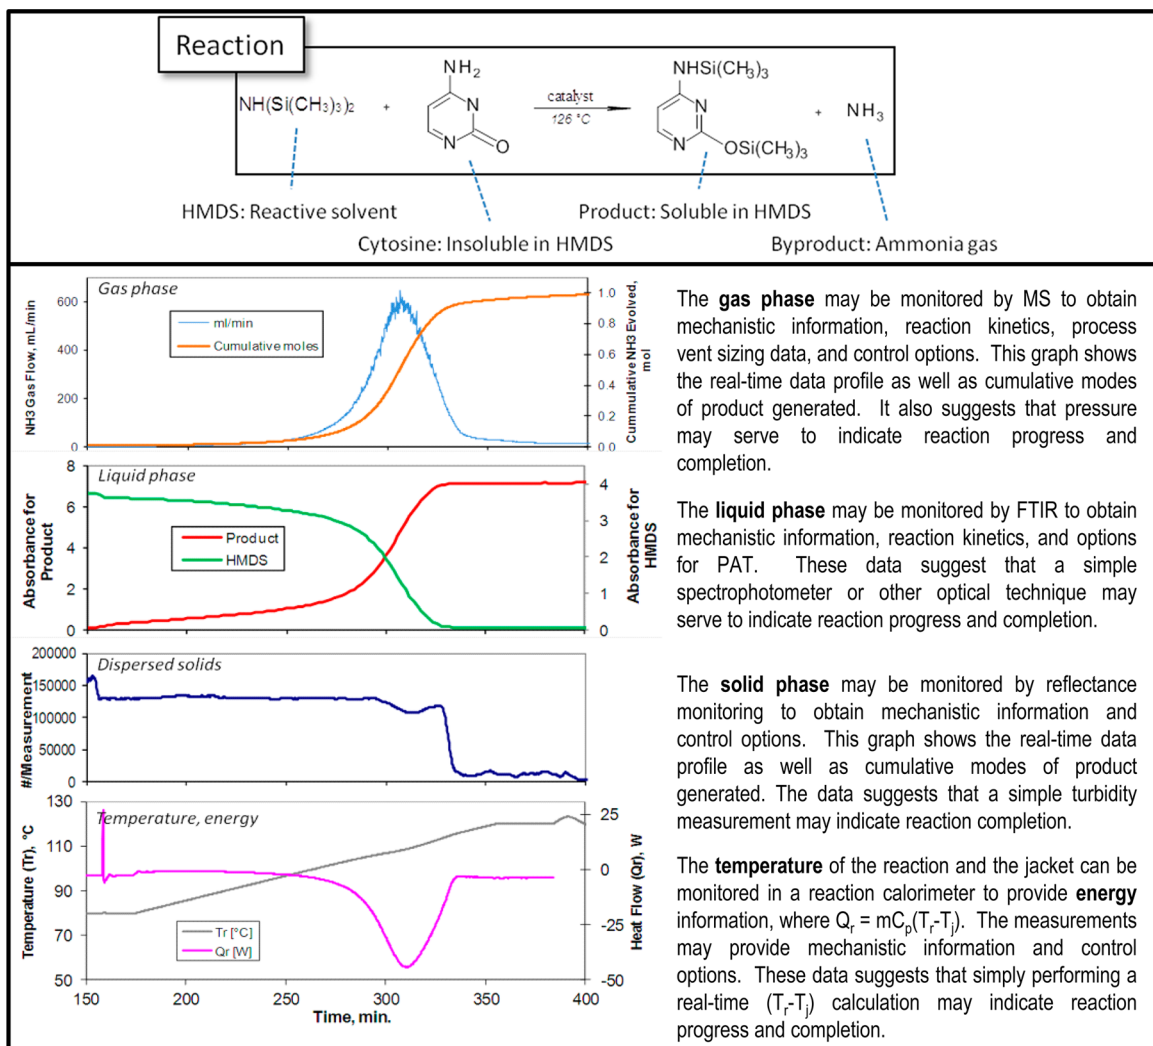 Reaction
NH(Si(CH3)3)2
+
NH2
N
N
O
catalyst
126 °C
NHSi(CH3)3
N
N
OSi(CH3)3
+
NH3
HMDS: Reactive solvent
Product: Soluble in HMDS
Cytosine: Insoluble in HMDS
Byproduct: Ammonia gas
Gas phase
NH3 Gas Flow, mL/min
600
400
200
0
ml/min
Cumulative moles
1.0
0.8
0.6
0.4
0.2
0.0
Cummulative NH3 Evolved, mol
The gas phase may be monitored by MS to obtain
mechanistic information, reaction kinetics, process
vent sizing data, and control options. This graph shows
the real-time data profile as well as cumulative modes
of product generated. It also suggests that pressure
may serve to indicate reaction progress and
completion.
Liquid phase
Absorbance for Product
8
6
4
2
0
Product
HMDS
4
3
2
1
0
Absorbance for HMDS
The liquid phase may be monitored by FTIR to obtain
mechanistic information, reaction kinetics, and options
for PAT. These data suggest that a simple
spectrophotometer or other optical technique may
serve to indicate reaction progress and completion.
Dispersed solids
#/Measurement
200000
150000
100000
50000
0
The solid phase may be monitored by reflectance
monitoring to obtain mechanistic information and
control options. This graph shows the real-time data
profile as well as cumulative modes of product
generated. The data suggests that a simple turbidity
measurement may indicate reaction completion.
Temperature, energy
Temperature (Tr), °C
130
110
90
70
50
Tr [°C]
Qr [W]
25
0
-25
-50
Heat Flow (Qr), W
150
200
250
300
350
400
Time, min.
The temperature of the reaction and the jacket can be
monitored in a reaction calorimeter to provide energy
information, where Qr = mCp(Tr-Tj). The measurements
may provide mechanistic information and control
options. These data suggests that simply performing a
real-time (Tr-Tj) calculation may indicate reaction
progress and completion.